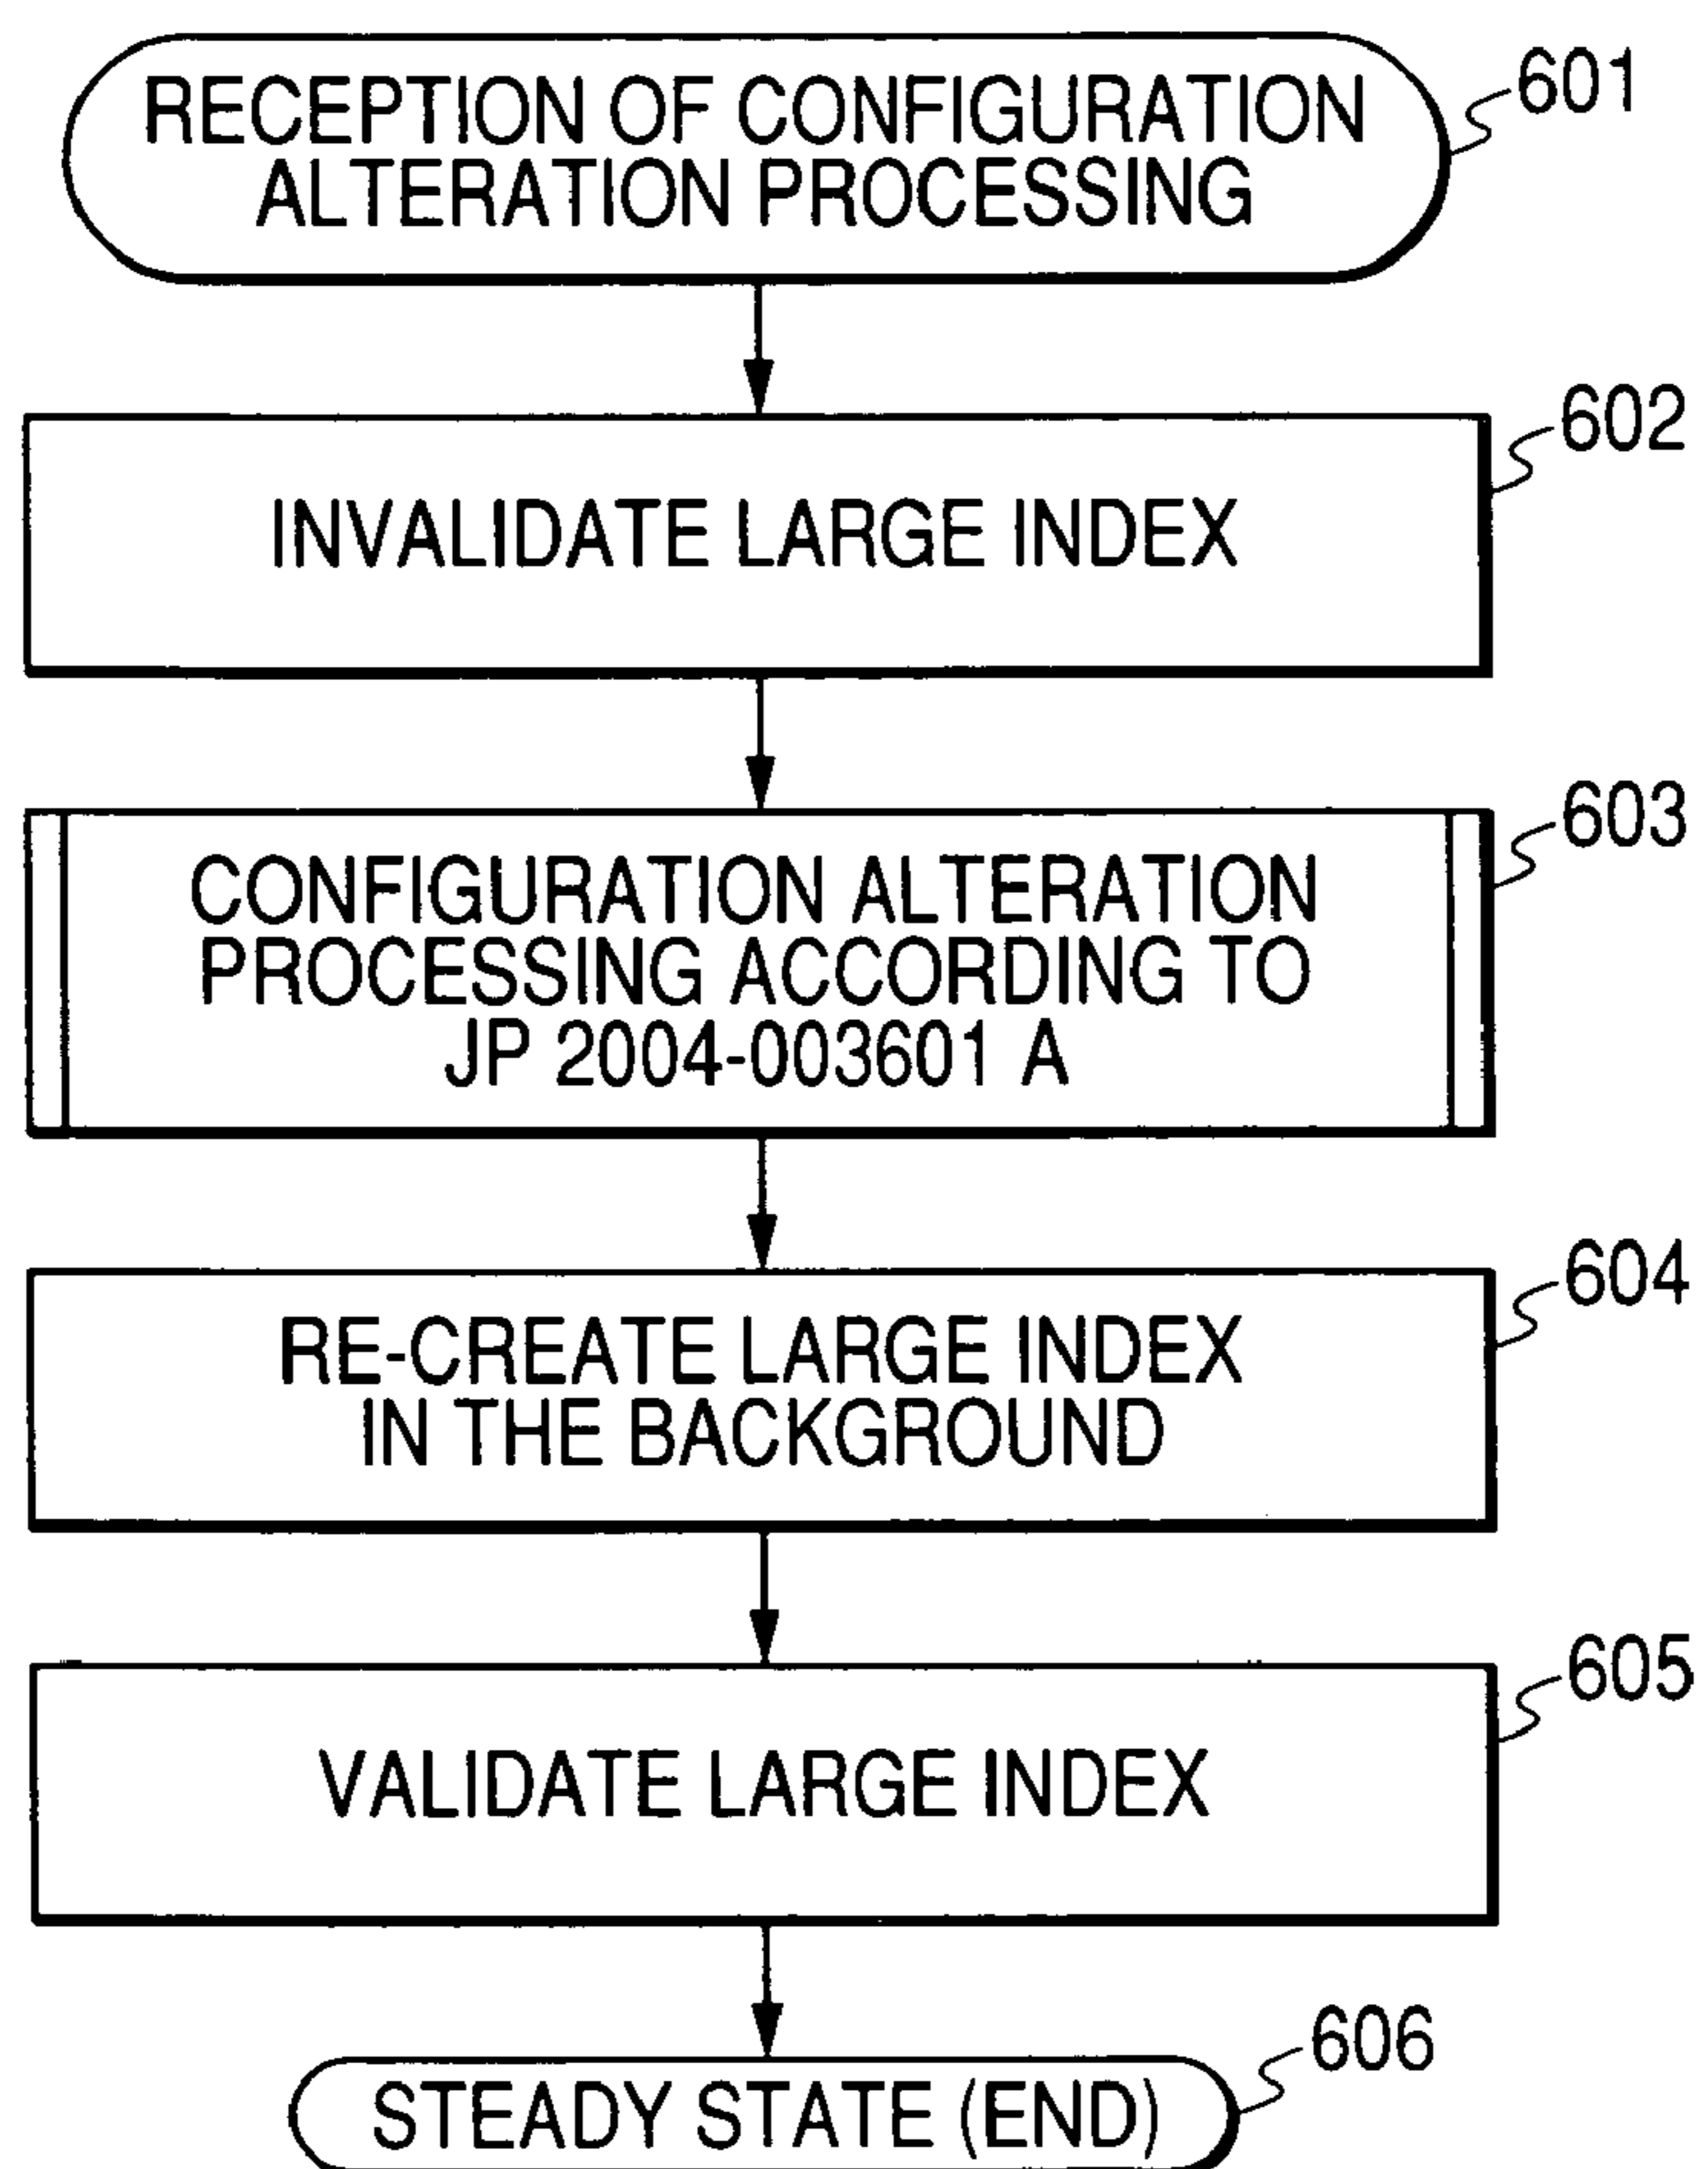 RECEPTION OF CONFIGURATION
ALTERATION PROCESSING
601
INVALIDATE LARGE INDEX
602
CONFIGURATION ALTERATION
PROCESSING ACCORDING TO
JP 2004-003601 A
603
RE-CREATE LARGE INDEX
IN THE BACKGROUND
604
VALIDATE LARGE INDEX
605
STEADY STATE (END)
606